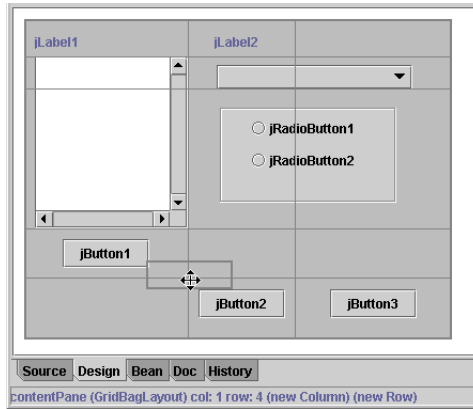 jLabel1 jLabel2
jRadioButton1
jRadioButton2
jButton1
jButton2 jButton3
Source Design Bean Doc History
contentPane (GridBagLayout) col: 1 row: 4 (new Column) (new Row)